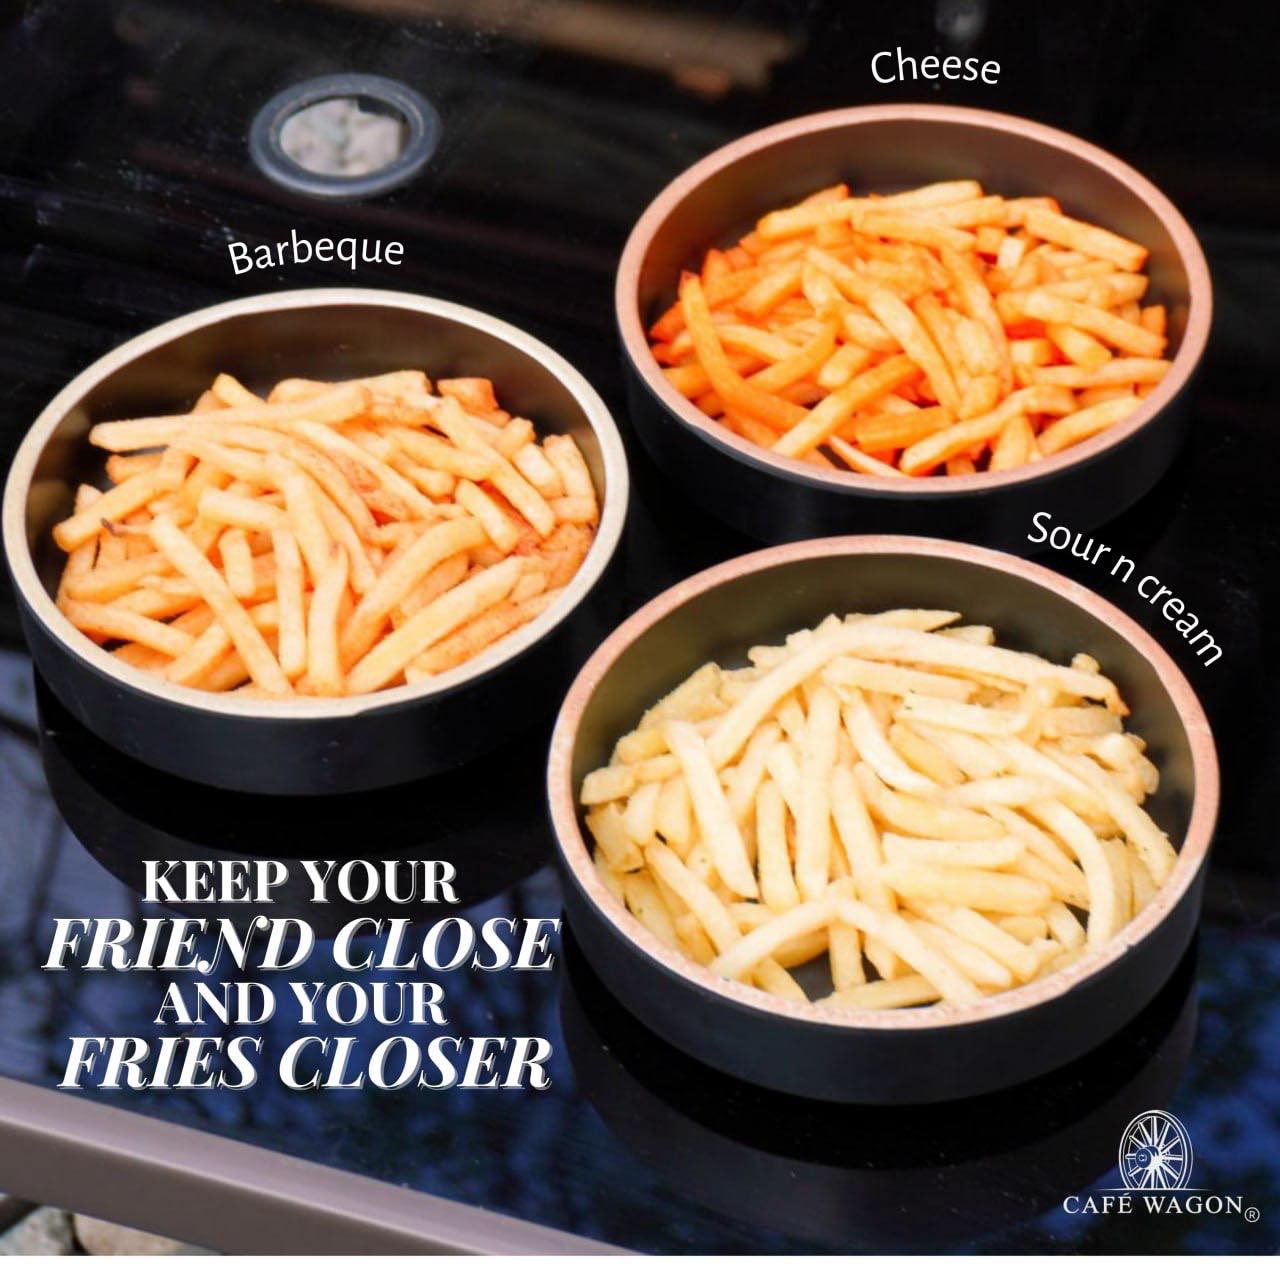 Cheese
Barbeque
Sour n cream
KEEP YOUR
FRIEND CLOSE
AND YOUR
FRIES CLOSER
CAFÉ WAGON®